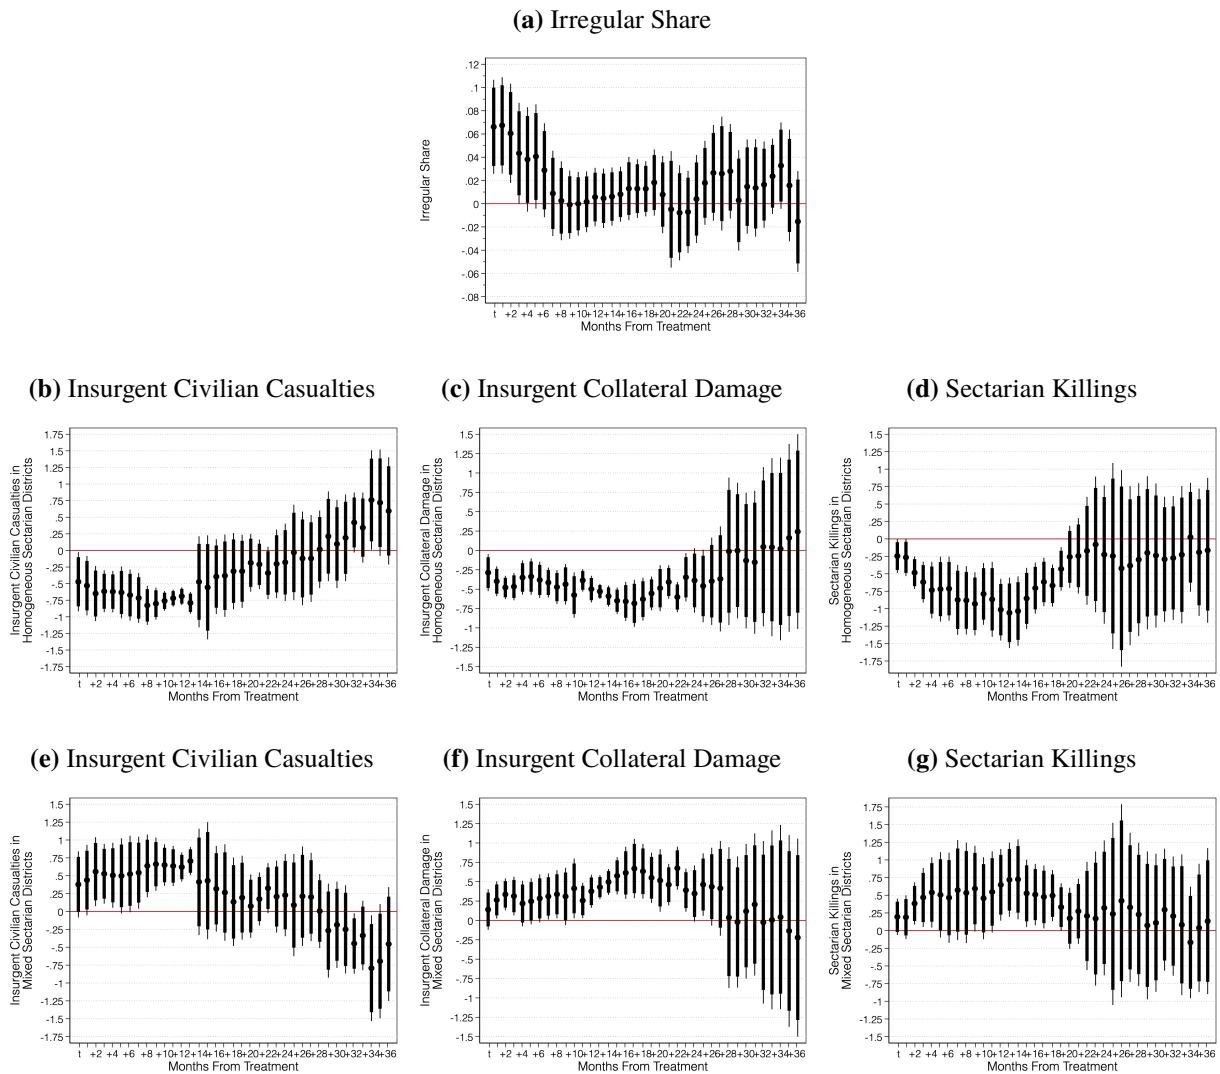 (a) Irregular Share
.12
.1
.08
.06
.04
.02
0
-.02
-.04
-.06
-.08
Irregular Share
t +2 +4 +6 +8 +10 +12 +14 +16 +18 +20 +22 +24 +26 +28 +30 +32 +34 +36
Months From Treatment
(b) Insurgent Civilian Casualties
1.75
1.5
1.25
1
.75
.5
.25
0
-.25
-.5
-.75
-1
-1.25
-1.5
-1.75
Insurgent Civilian Casualties in
Homogeneous Sectarian Districts
t +2 +4 +6 +8 +10 +12 +14 +16 +18 +20 +22 +24 +26 +28 +30 +32 +34 +36
Months From Treatment
(c) Insurgent Collateral Damage
1.5
1.25
1
.75
.5
.25
0
-.25
-.5
-.75
-1
-1.25
-1.5
Insurgent Collateral Damage in
Homogeneous Sectarian Districts
t +2 +4 +6 +8 +10 +12 +14 +16 +18 +20 +22 +24 +26 +28 +30 +32 +34 +36
Months From Treatment
(d) Sectarian Killings
1.5
1.25
1
.75
.5
.25
0
-.25
-.5
-.75
-1
-1.25
-1.5
-1.75
Sectarian Killings in
Homogeneous Sectarian Districts
t +2 +4 +6 +8 +10 +12 +14 +16 +18 +20 +22 +24 +26 +28 +30 +32 +34 +36
Months From Treatment
(e) Insurgent Civilian Casualties
1.5
1.25
1
.75
.5
.25
0
-.25
-.5
-.75
-1
-1.25
-1.5
-1.75
Insurgent Civilian Casualties in
Mixed Sectarian Districts
t +2 +4 +6 +8 +10 +12 +14 +16 +18 +20 +22 +24 +26 +28 +30 +32 +34 +36
Months From Treatment
(f) Insurgent Collateral Damage
1.5
1.25
1
.75
.5
.25
0
-.25
-.5
-.75
-1
-1.25
-1.5
Insurgent Collateral Damage in
Mixed Sectarian Districts
t +2 +4 +6 +8 +10 +12 +14 +16 +18 +20 +22 +24 +26 +28 +30 +32 +34 +36
Months From Treatment
(g) Sectarian Killings
1.75
1.5
1.25
1
.75
.5
.25
0
-.25
-.5
-.75
-1
-1.25
-1.5
Sectarian Killings in
Mixed Sectarian Districts
t +2 +4 +6 +8 +10 +12 +14 +16 +18 +20 +22 +24 +26 +28 +30 +32 +34 +36
Months From Treatment